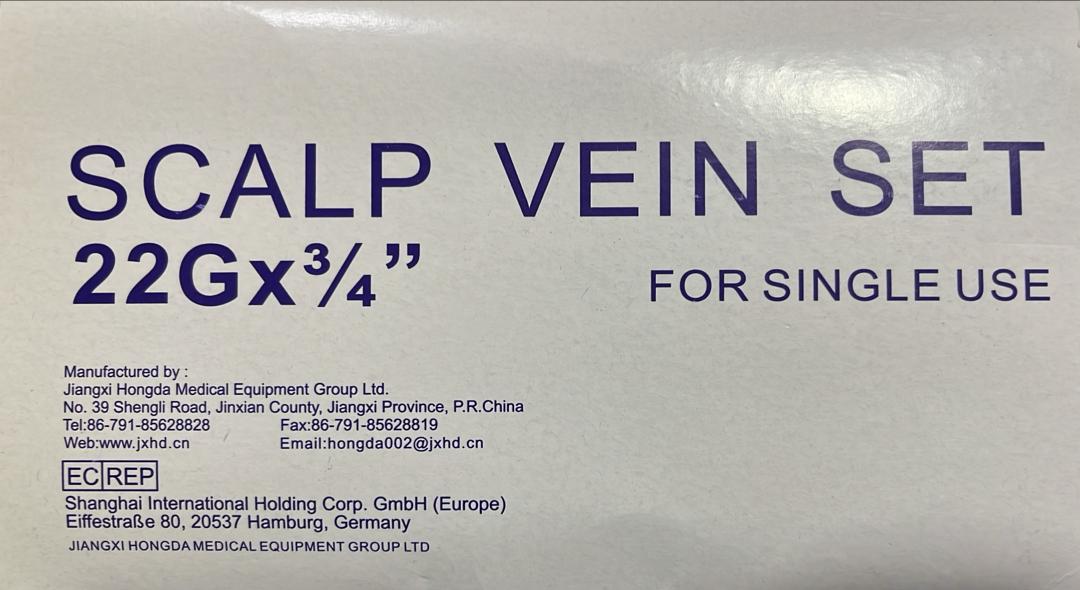 SCALP VEIN SET
22Gx¾”
FOR SINGLE USE
Manufactured by :
Jiangxi Hongda Medical Equipment Group Ltd.
No. 39 Shengli Road, Jinxian County, Jiangxi Province, P.R.China
Tel:86-791-85628828 Fax:86-791-85628819
Web:www.jxhd.cn Email:hongda002@jxhd.cn
EC REP
Shanghai International Holding Corp. GmbH (Europe)
Eiffestraße 80, 20537 Hamburg, Germany
JIANGXI HONGDA MEDICAL EQUIPMENT GROUP LTD